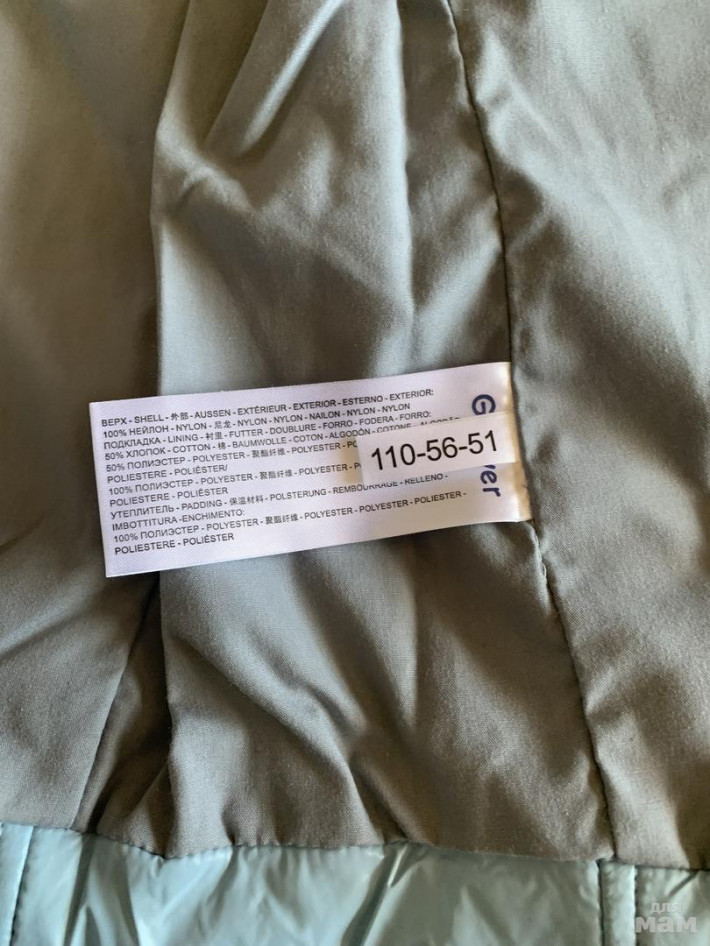 ВЕРХ - SHELL - 外部 - AUSSEN - EXTÉRIEUR - EXTERIOR - ESTERNO - EXTERIOR:
100% НЕЙЛОН - NYLON - 尼龙 - NYLON - NYLON - NAILON - NYLON - NYLON
ПОДКЛАДКА - LINING - 衬里 - FUTTER - DOUBLURE - FORRO - FODERA - FORRO:
50% ХЛОПОК - COTTON - 棉 - BAUMWOLLE - COTON - ALGODÓN - COTONE - ALGODÃO
50% ПОЛИЭСТЕР - POLYESTER - 聚酯纤维 - POLYESTER - POLYESTER -
POLIESTERE - POLIÉSTER/
100% ПОЛИЭСТЕР - POLYESTER - 聚酯纤维 - POLYESTER -
POLIESTERE - POLIÉSTER
УТЕПЛИТЕЛЬ - PADDING - 保温材料 - POLSTERUNG - REMBOURRAGE - RELLENO -
IMBOTTITURA - ENCHIMENTO:
100% ПОЛИЭСТЕР - POLYESTER - 聚酯纤维 - POLYESTER - POLYESTER - POLIESTER -
POLIESTERE - POLIÉSTER
110-56-51
G
ver
для
мам